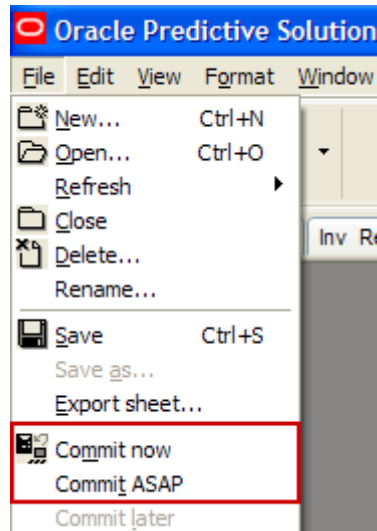 Oracle Predictive Solution
File Edit View Format Window
New... Ctrl+N
Open... Ctrl+O
Refresh
Close
Inv Re
Delete...
Rename...
Save Ctrl+S
Save as...
Export sheet...
Commit now
Commit ASAP
Commit later